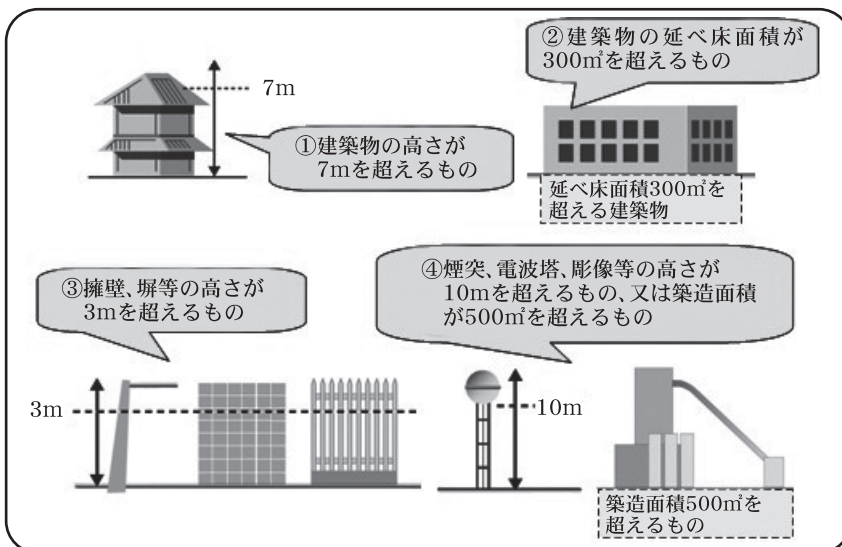 ②建築物の延べ床面積が
300㎡を超えるもの
7m
①建築物の高さが
7mを超えるもの
延べ床面積300㎡を
超える建築物
③擁壁、塀等の高さが
3mを超えるもの
④煙突、電波塔、彫像等の高さが
10mを超えるもの、又は築造面積
が500㎡を超えるもの
3m
10m
築造面積500㎡を
超えるもの